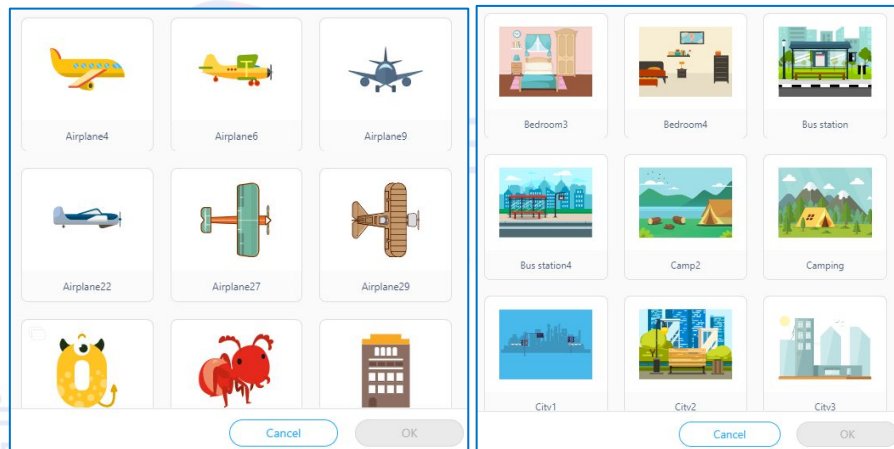 Airplane4 Airplane6 Airplane9
Airplane22 Airplane27 Airplane29
Cancel OK
Bedroom3 Bedroom4 Bus station
Bus station4 Camp2 Camping
City1 City2 City3
Cancel OK